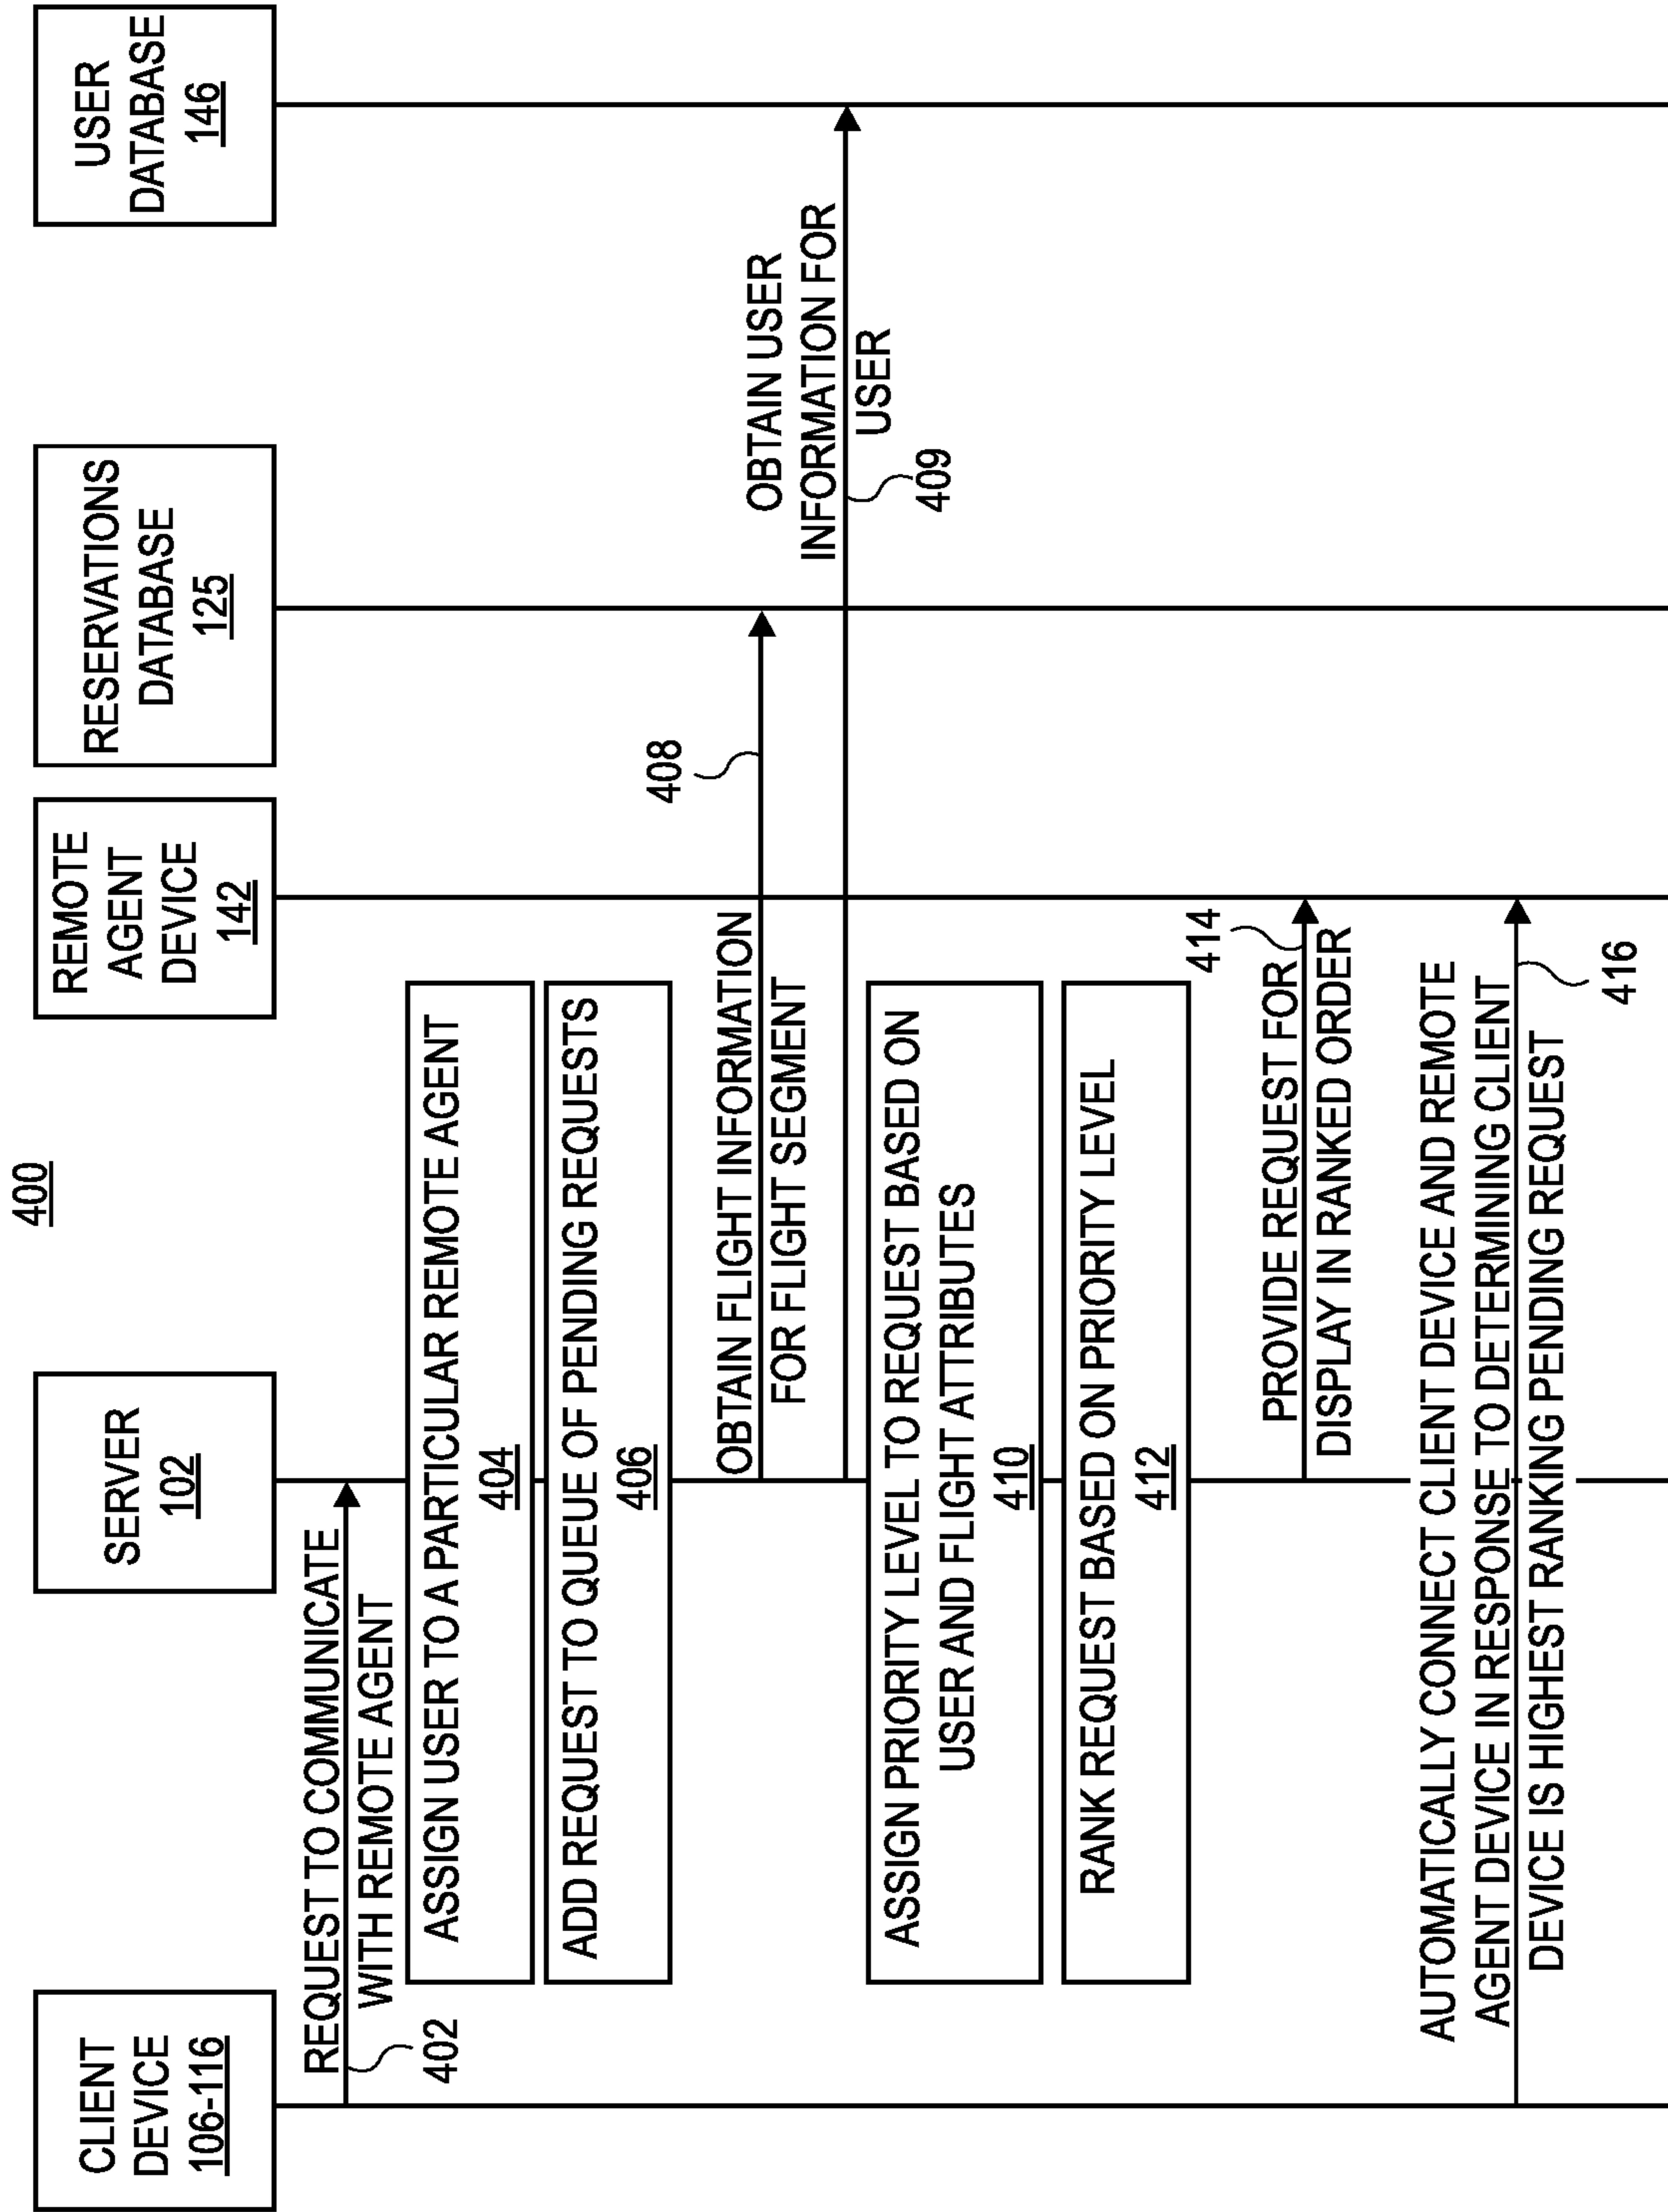 400
CLIENT
DEVICE
106-116
SERVER
102
REMOTE
AGENT
DEVICE
142
RESERVATIONS
DATABASE
125
USER
DATABASE
146
REQUEST TO COMMUNICATE
WITH REMOTE AGENT
402
ASSIGN USER TO A PARTICULAR REMOTE AGENT
404
ADD REQUEST TO QUEUE OF PENDING REQUESTS
406
OBTAIN FLIGHT INFORMATION
FOR FLIGHT SEGMENT
408
OBTAIN USER
INFORMATION FOR
USER
409
ASSIGN PRIORITY LEVEL TO REQUEST BASED ON
USER AND FLIGHT ATTRIBUTES
410
RANK REQUEST BASED ON PRIORITY LEVEL
412
PROVIDE REQUEST FOR
DISPLAY IN RANKED ORDER
414
AUTOMATICALLY CONNECT CLIENT DEVICE AND REMOTE
AGENT DEVICE IN RESPONSE TO DETERMINING CLIENT
DEVICE IS HIGHEST RANKING PENDING REQUEST
416